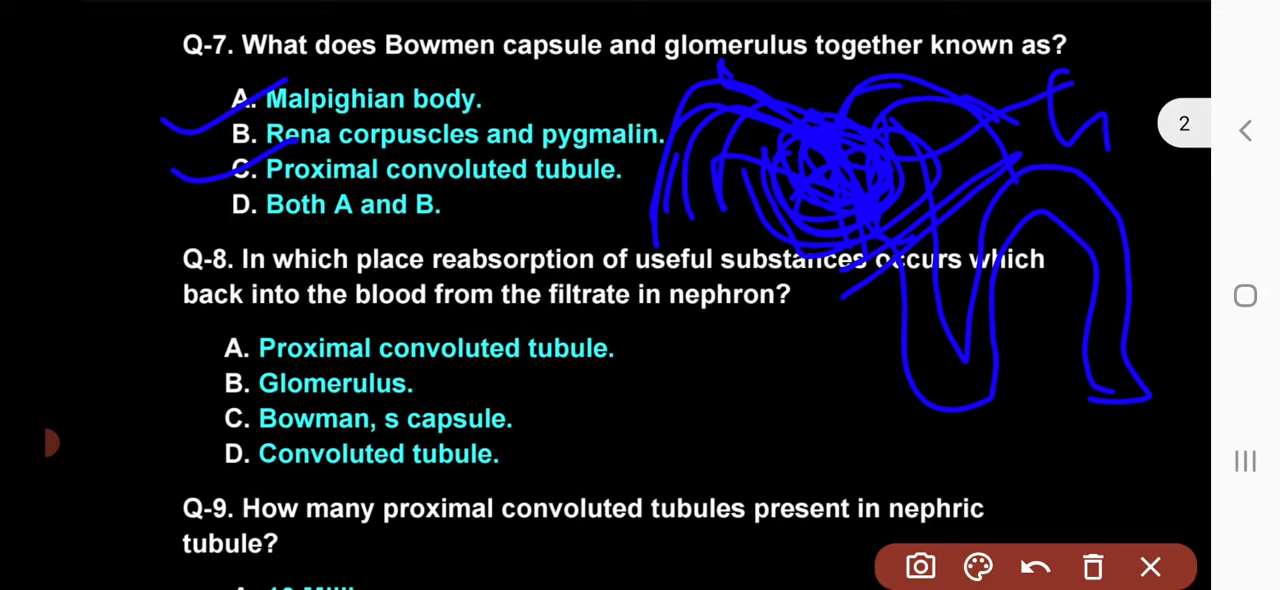 Q-7. What does Bowmen capsule and glomerulus together known as?
A. Malpighian body.
B. Rena corpuscles and pygmalin.
C. Proximal convoluted tubule.
D. Both A and B.
2
Q-8. In which place reabsorption of useful substances occurs which
back into the blood from the filtrate in nephron?
A. Proximal convoluted tubule.
B. Glomerulus.
C. Bowman, s capsule.
D. Convoluted tubule.
Q-9. How many proximal convoluted tubules present in nephric
tubule?